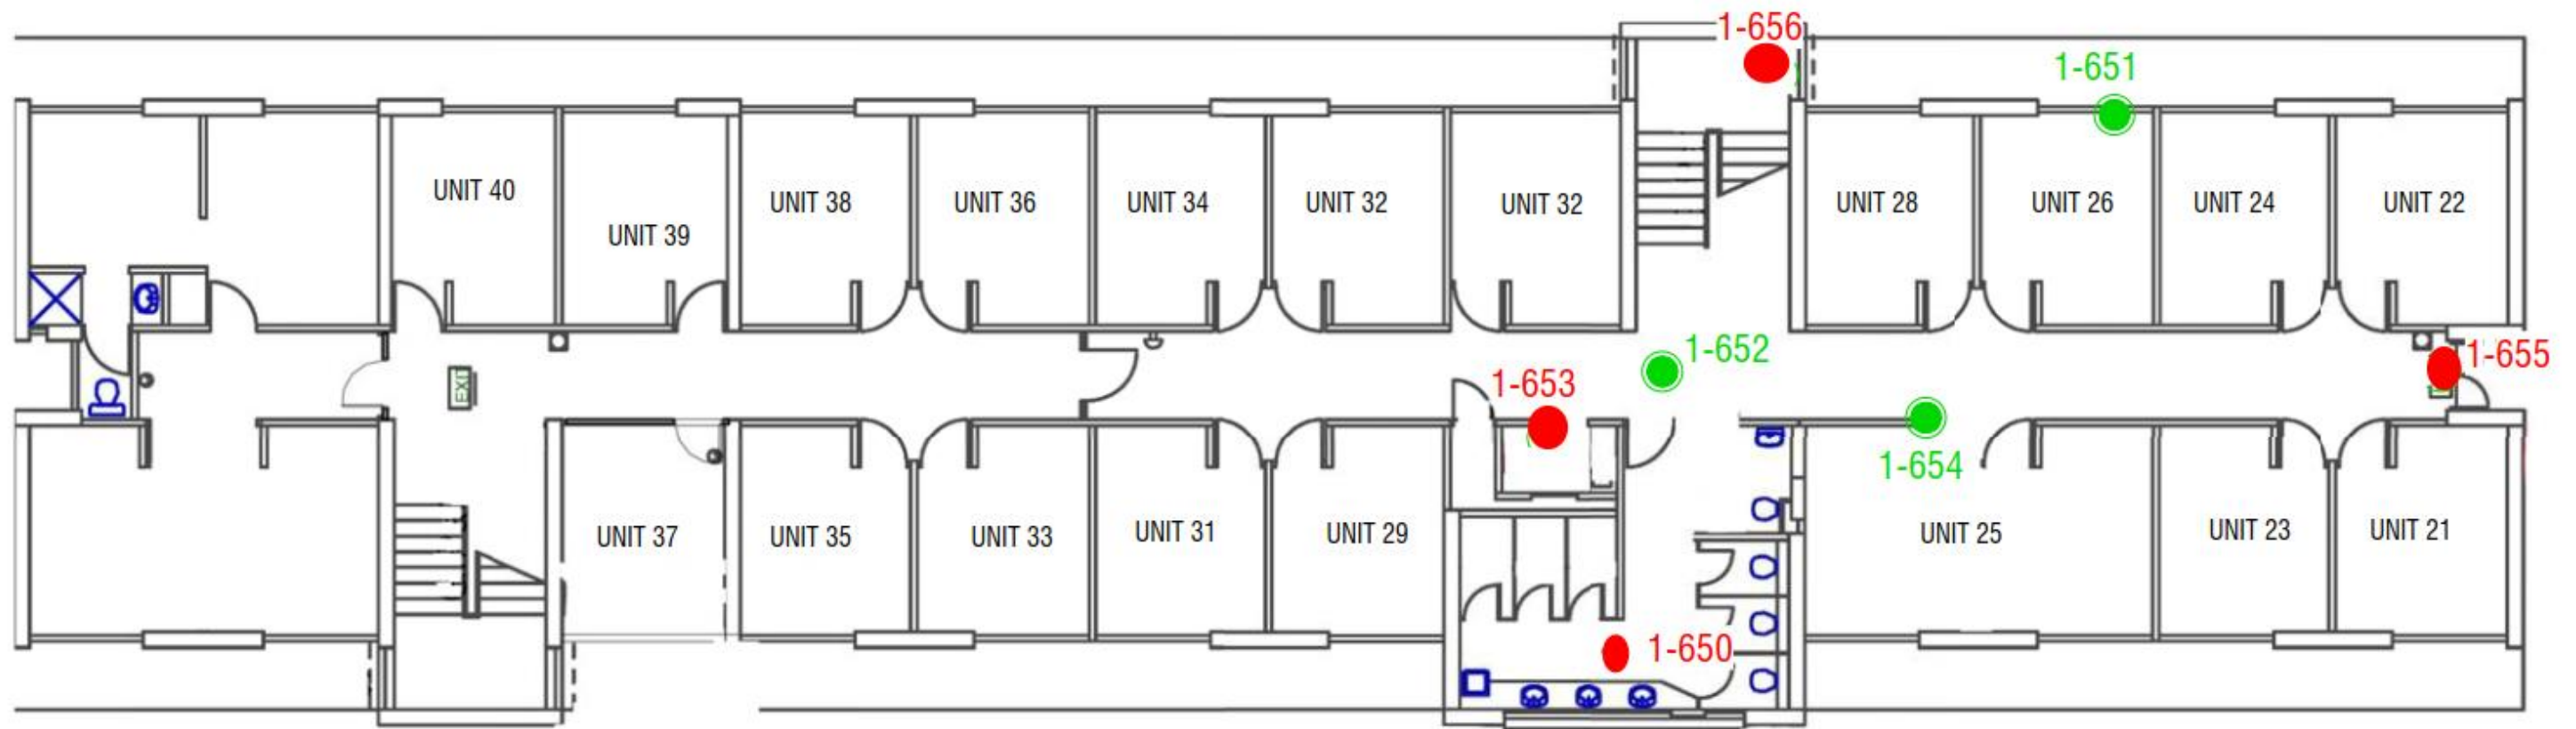 1-656
1-651
UNIT 40
UNIT 39
UNIT 38
UNIT 36
UNIT 34
UNIT 32
UNIT 32
UNIT 28
UNIT 26
UNIT 24
UNIT 22
EXIT
1-653
1-652
1-655
1-654
UNIT 37
UNIT 35
UNIT 33
UNIT 31
UNIT 29
UNIT 25
UNIT 23
UNIT 21
1-650